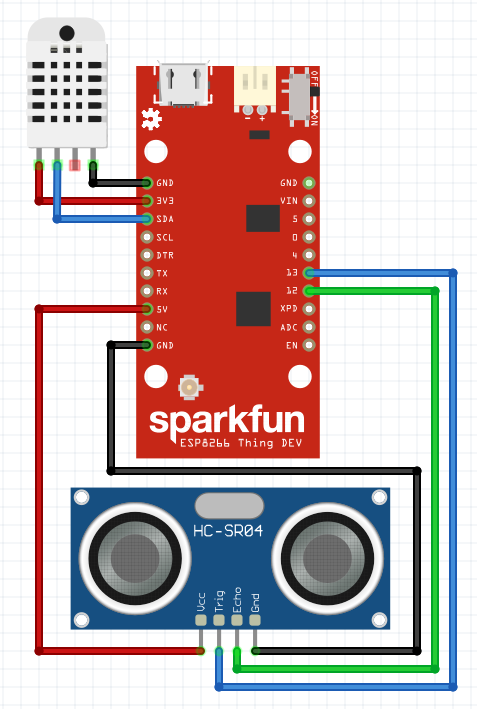 OFF
ON
- +
GND GND
3V3 VIN
SDA 5
SCL 0
DTR 4
TX 13
RX 12
5V XPD
NC ADC
GND EN
sparkfun
ESP8266 Thing DEV
HC-SR04
Vcc
Trig
Echo
Gnd